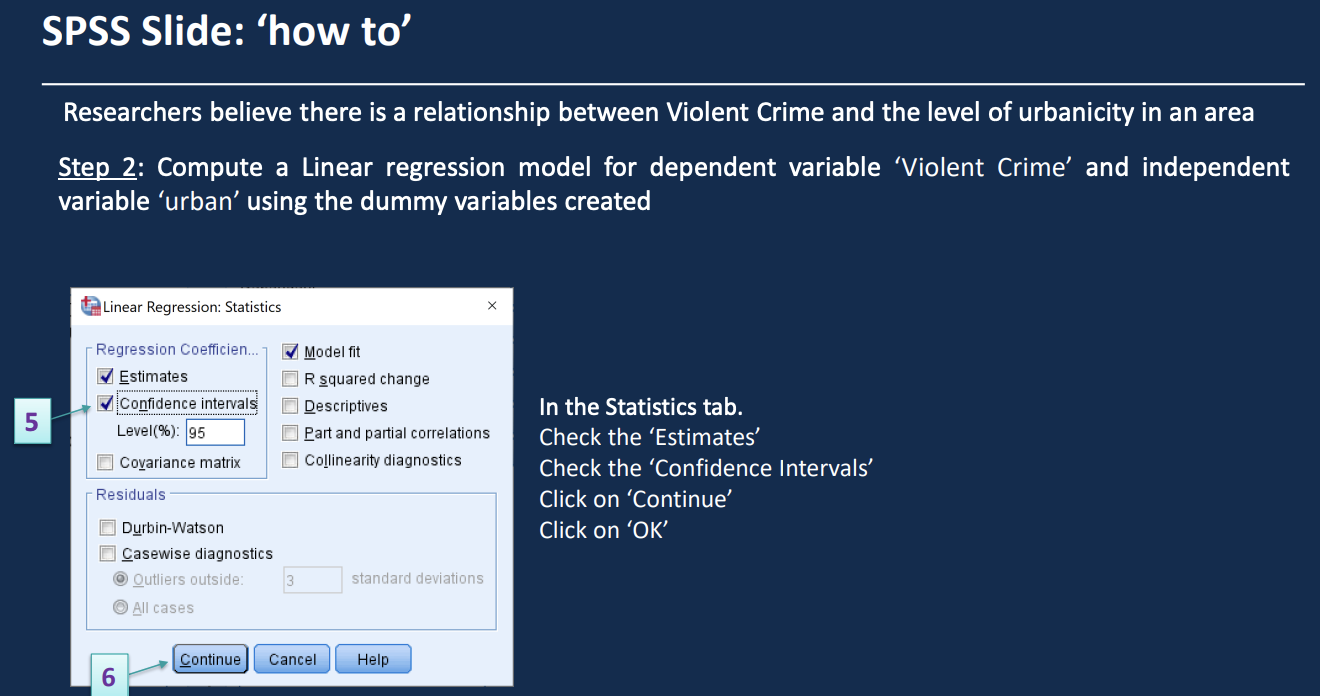 SPSS Slide: ‘how to’
Researchers believe there is a relationship between Violent Crime and the level of urbanicity in an area
Step 2: Compute a Linear regression model for dependent variable ‘Violent Crime’ and independent
variable ‘urban’ using the dummy variables created
Linear Regression: Statistics
×
Regression Coefficien...
Estimates
Confidence intervals
Level(%): 95
Covariance matrix
Model fit
R squared change
Descriptives
Part and partial correlations
Collinearity diagnostics
Residuals
Durbin-Watson
Casewise diagnostics
Outliers outside: 3 standard deviations
All cases
Continue Cancel Help
5
6
In the Statistics tab.
Check the ‘Estimates’
Check the ‘Confidence Intervals’
Click on ‘Continue’
Click on ‘OK’